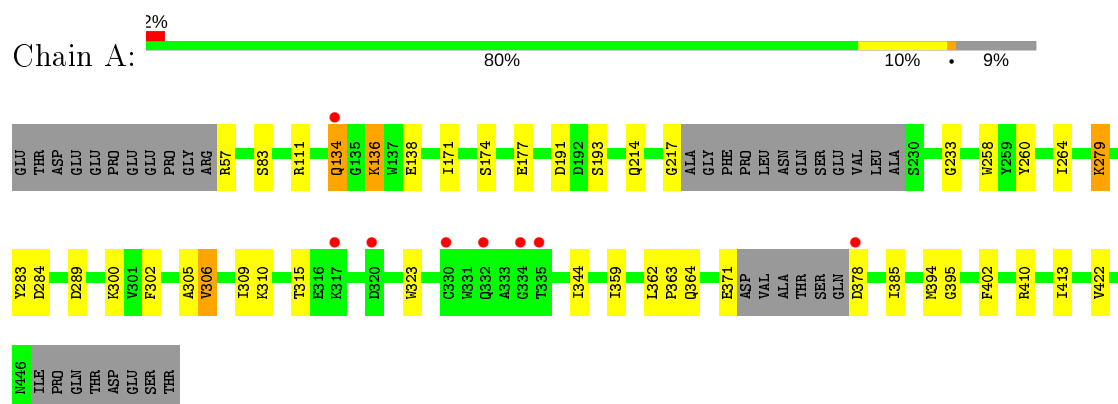 2%
Chain A:
80% 10% • 9%
GLU THR ASP GLU GLU PRO GLU GLU PRO GLY ARG R57 S83 R111 Q134 G135 K136 W137 E138 I171 S174 E177 D191 D192 S193 Q214 G217 ALA GLY PHE PRO LEU ASN GLN SER GLU VAL LEU ALA S230 G233 W258 Y259 Y260 I264 K279
Y283 D284 D289 K300 V301 F302 A305 V306 I309 K310 T315 E316 K317 D320 W323 C330 W331 Q332 A333 G334 T335 I344 I359 L362 P363 Q364 E371 ASP VAL ALA THR SER GLN D378 I385 M394 G395 F402 R410 I413 V422
N446 ILE PRO GLN THR ASP GLU SER THR